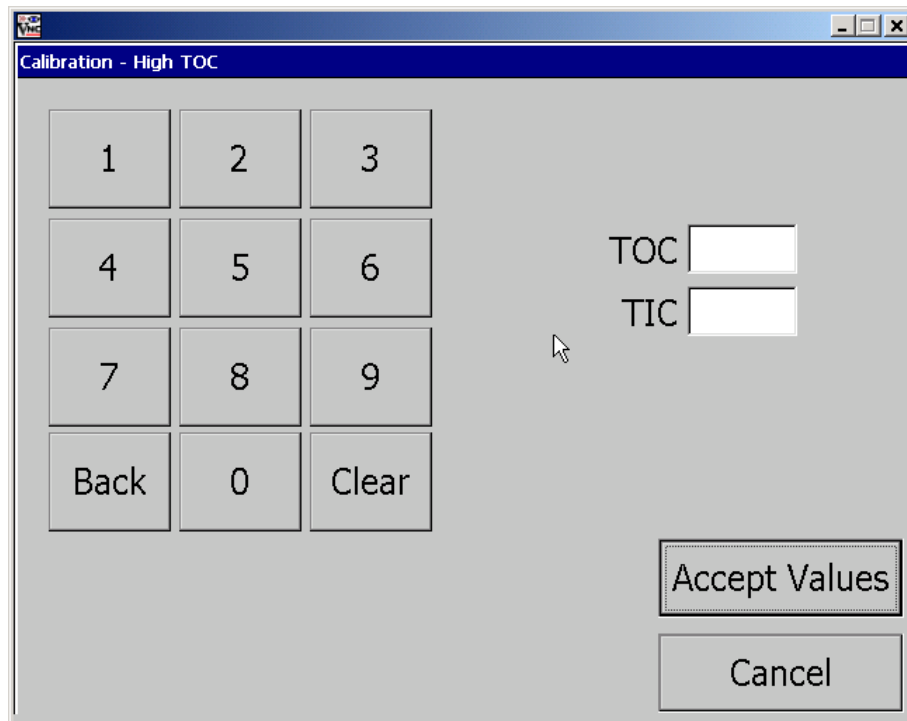 VNC
Calibration - High TOC
1 2 3
4 5 6
7 8 9
Back 0 Clear
TOC
TIC
Accept Values
Cancel